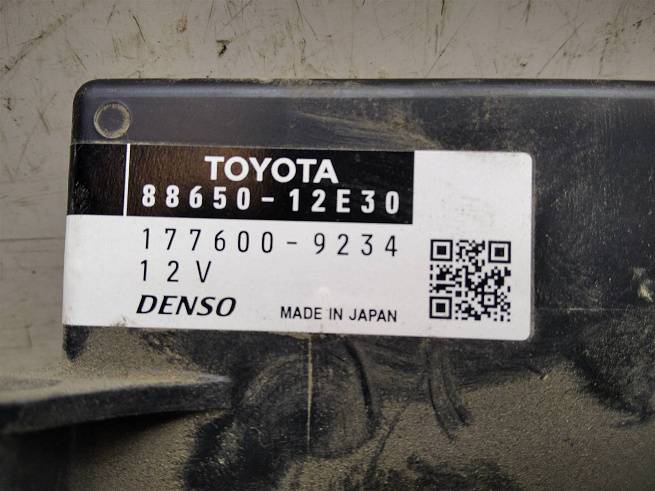 TOYOTA
88650-12E30
177600-9234
12V
DENSO
MADE IN JAPAN